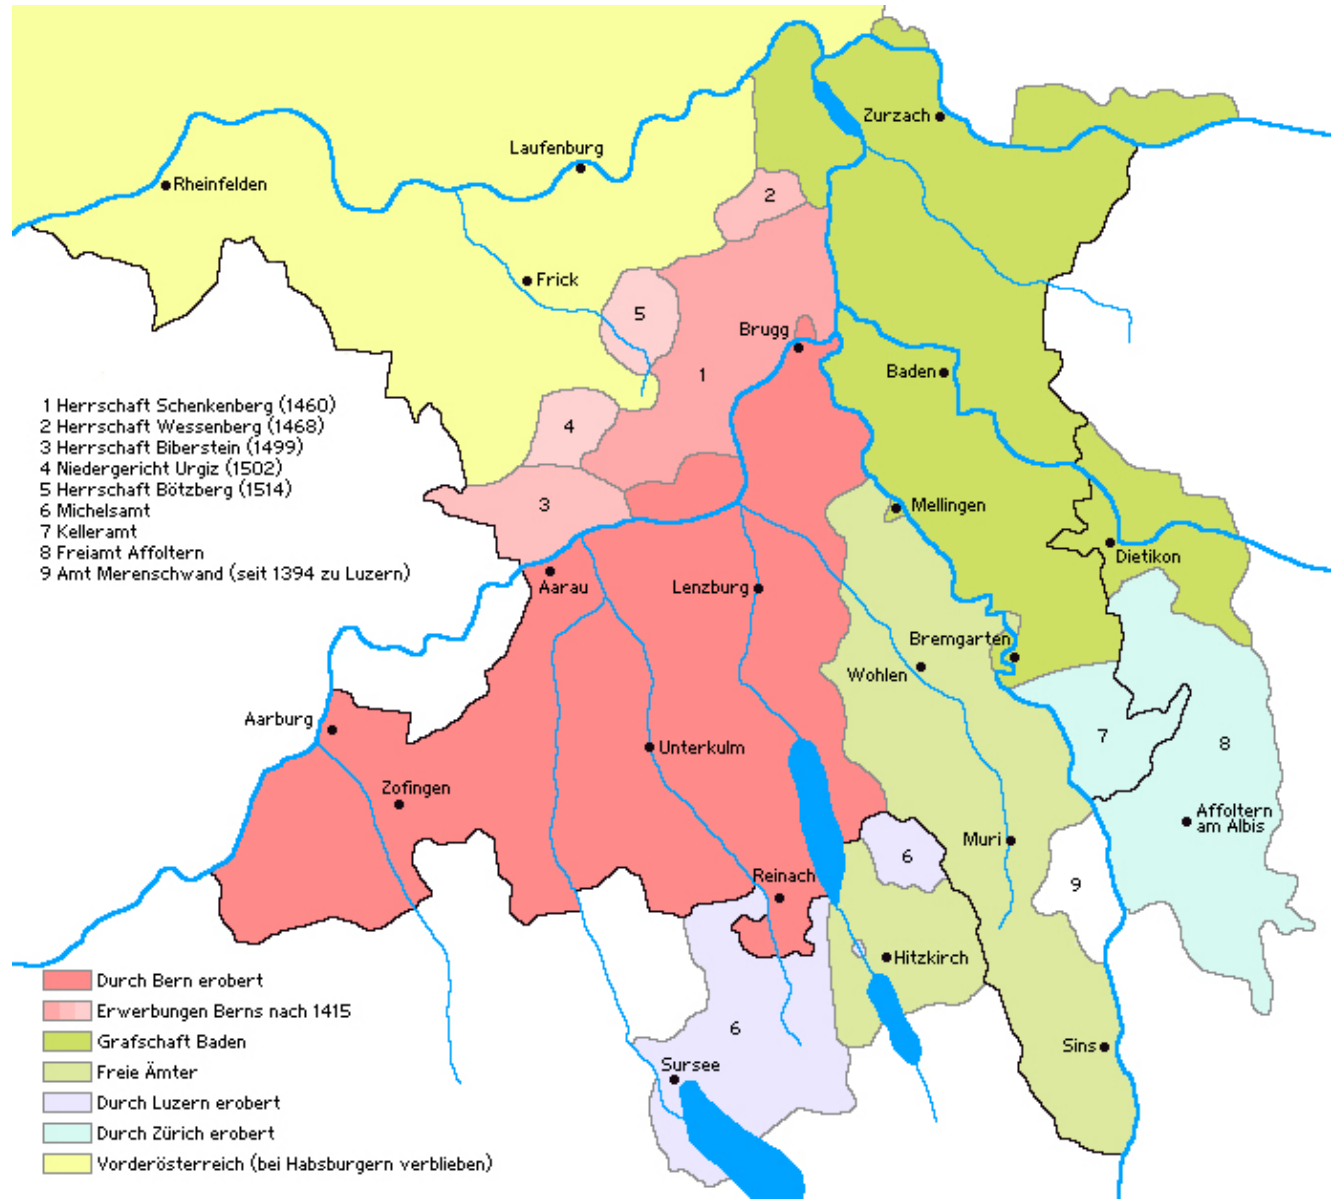 Zurzach
Laufenburg
Rheinfelden
2
Frick
5
Brugg
1
Baden
1 Herrschaft Schenkenberg (1460)
2 Herrschaft Wessenberg (1468)
3 Herrschaft Biberstein (1499)
4 Niedergericht Urgiz (1502)
5 Herrschaft Bötzberg (1514)
6 Michelsamt
7 Kelleramt
8 Freiamt Affoltern
9 Amt Merenschwand (seit 1394 zu Luzern)
4
3
Mellingen
Dietikon
Aarau
Lenzburg
Bremgarten
Wohlen
Aarburg
Unterkulm
7
8
Zofingen
Affoltern
am Albis
Muri
6
Reinach
9
Hitzkirch
6
Sins
Sursee
Durch Bern erobert
Erwerbungen Berns nach 1415
Grafschaft Baden
Freie Ämter
Durch Luzern erobert
Durch Zürich erobert
Vorderösterreich (bei Habsburgern verblieben)